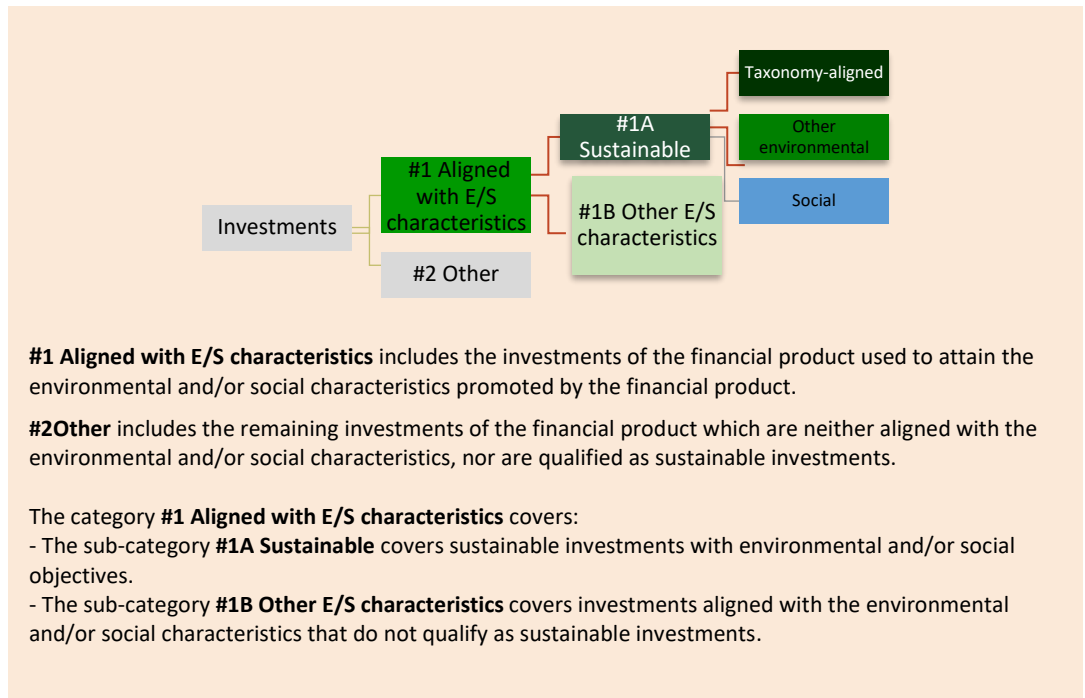 Taxonomy-aligned
#1A
Sustainable
Other
environmental
#1 Aligned
with E/S
characteristics
#1B Other E/S
characteristics
Social
Investments
#2 Other
#1 Aligned with E/S characteristics includes the investments of the financial product used to attain the
environmental and/or social characteristics promoted by the financial product.
#2Other includes the remaining investments of the financial product which are neither aligned with the
environmental and/or social characteristics, nor are qualified as sustainable investments.
The category #1 Aligned with E/S characteristics covers:
- The sub-category #1A Sustainable covers sustainable investments with environmental and/or social
objectives.
- The sub-category #1B Other E/S characteristics covers investments aligned with the environmental
and/or social characteristics that do not qualify as sustainable investments.